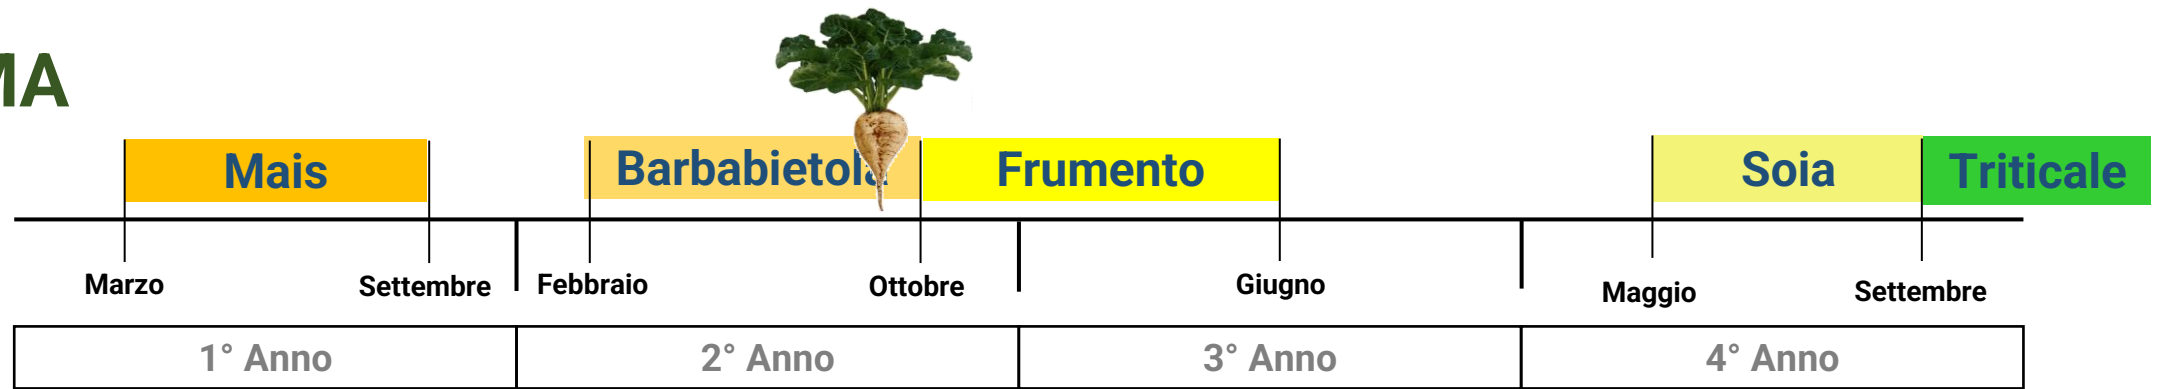 MA
Mais
Barbabietola
Frumento
Soia
Triticale
Marzo
Settembre
Febbraio
Ottobre
Giugno
Maggio
Settembre
1° Anno
2° Anno
3° Anno
4° Anno